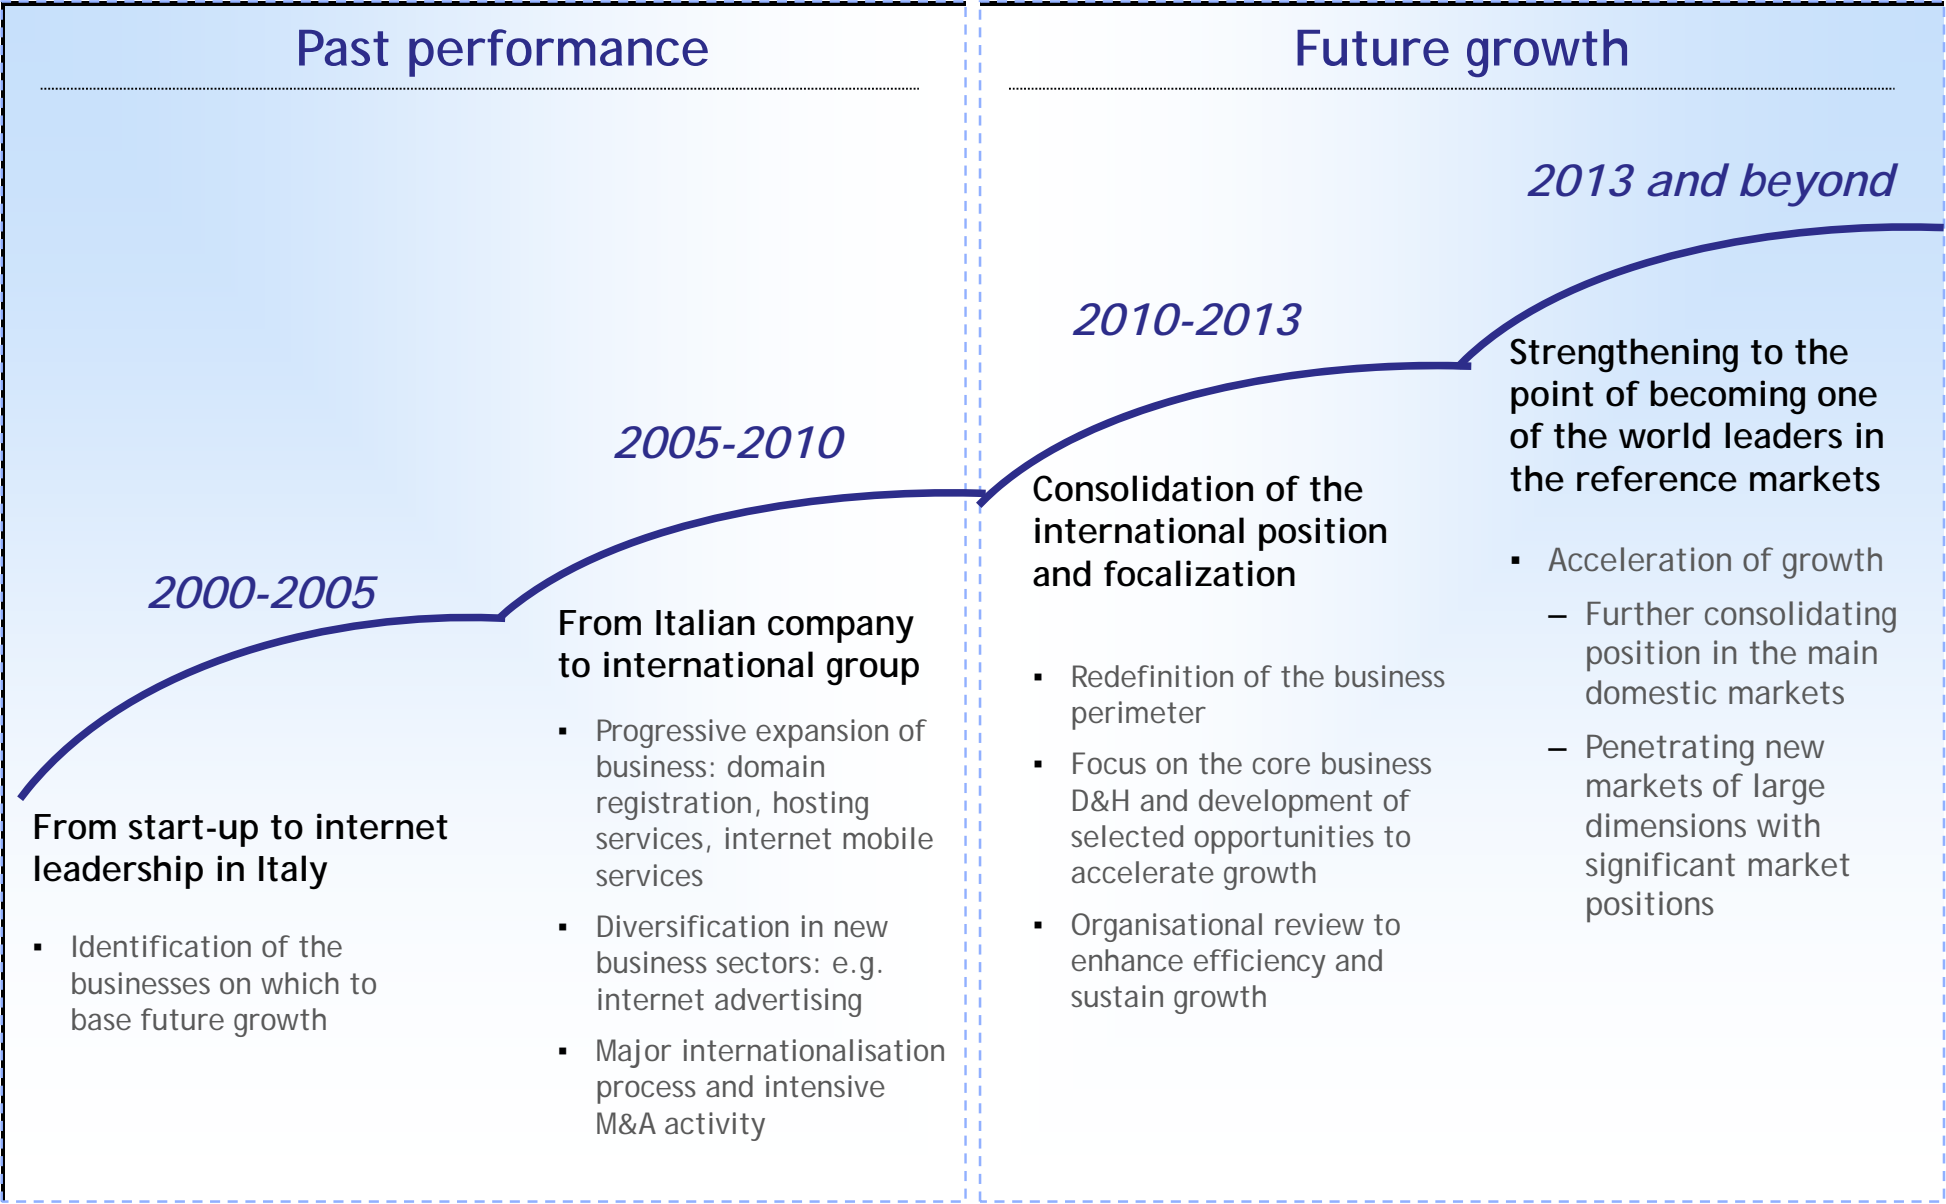 Past performance
2000-2005
From start-up to internet
leadership in Italy
▪ Identification of the
businesses on which to
base future growth
2005-2010
From Italian company
to international group
▪ Progressive expansion of
business: domain
registration, hosting
services, internet mobile
services
▪ Diversification in new
business sectors: e.g.
internet advertising
▪ Major internationalisation
process and intensive
M&A activity
Future growth
2010-2013
Consolidation of the
international position
and focalization
▪ Redefinition of the business
perimeter
▪ Focus on the core business
D&H and development of
selected opportunities to
accelerate growth
▪ Organisational review to
enhance efficiency and
sustain growth
2013 and beyond
Strengthening to the
point of becoming one
of the world leaders in
the reference markets
▪ Acceleration of growth
– Further consolidating
position in the main
domestic markets
– Penetrating new
markets of large
dimensions with
significant market
positions